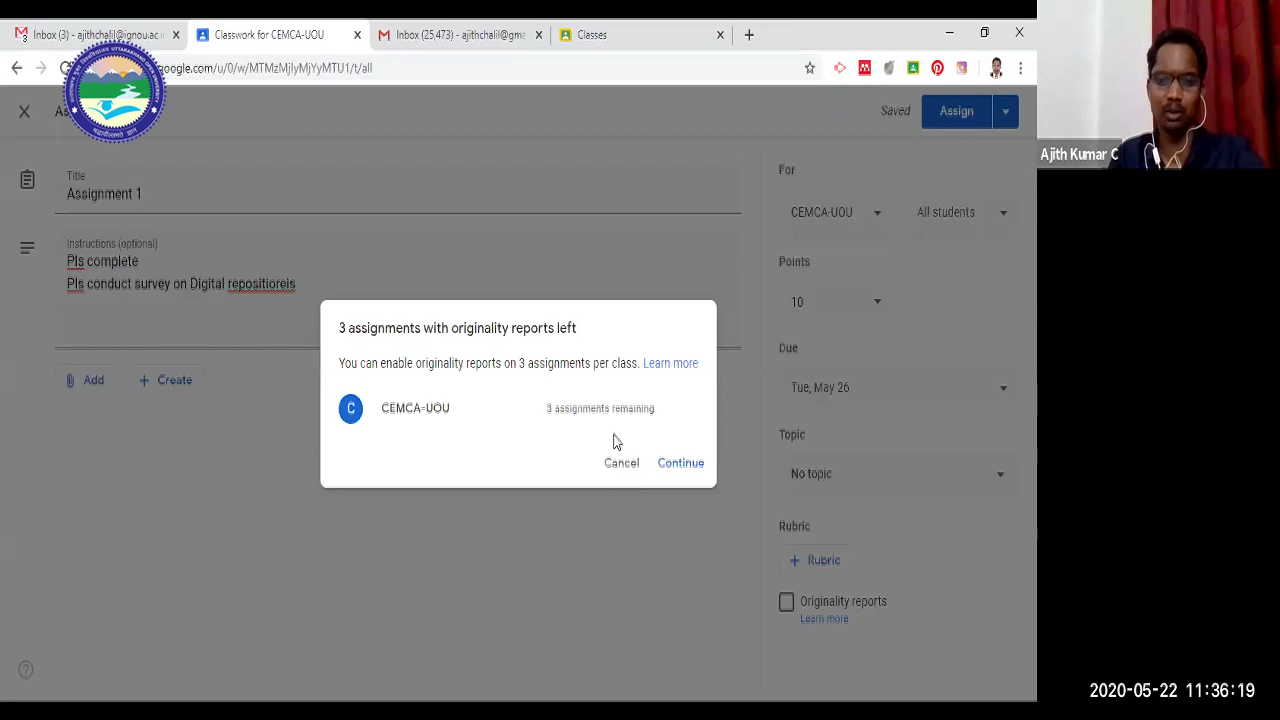 Inbox (3) - ajithchalil@ignou.ac.i
Classwork for CEMCA-UOU
Inbox (25,473) - ajithchalil@gma
Classes
google.com/u/0/w/MTMzMjIyMjYyMTU1/t/all
Saved
Assign
Title
Assignment 1
Instructions (optional)
Pls complete
Pls conduct survey on Digital repositioreis
Add
Create
For
CEMCA-UOU
All students
Points
10
Due
Tue, May 26
Topic
No topic
Rubric
Rubric
Originality reports
Learn more
3 assignments with originality reports left
You can enable originality reports on 3 assignments per class. Learn more
C
CEMCA-UOU
3 assignments remaining
Cancel
Continue
Ajith Kumar C
2020-05-22 11:36:19